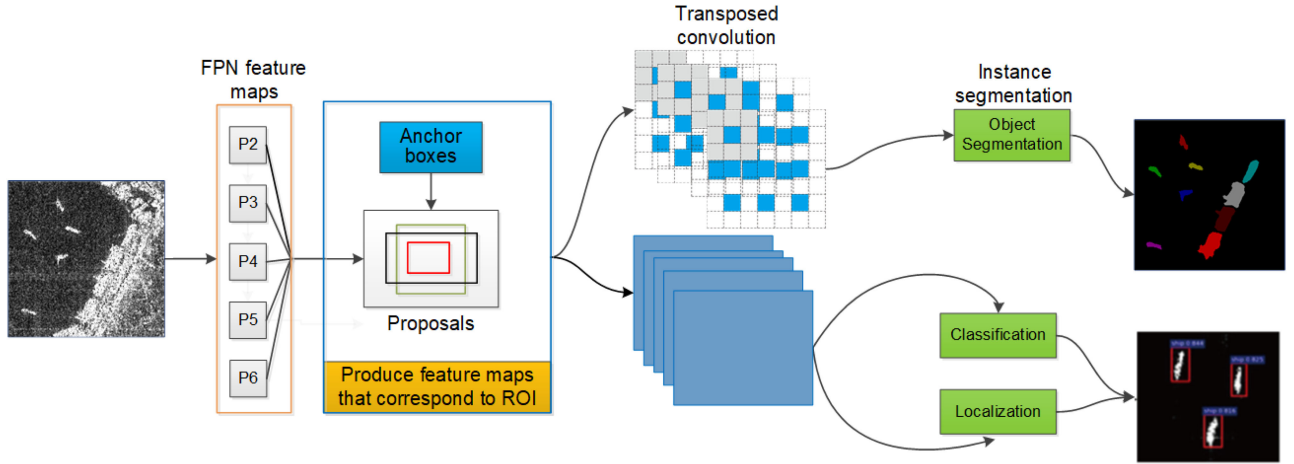 Transposed
convolution
FPN feature
maps
Instance
segmentation
P2
P3
P4
P5
P6
Anchor
boxes
Proposals
Produce feature maps
that correspond to ROI
Object
Segmentation
Classification
Localization